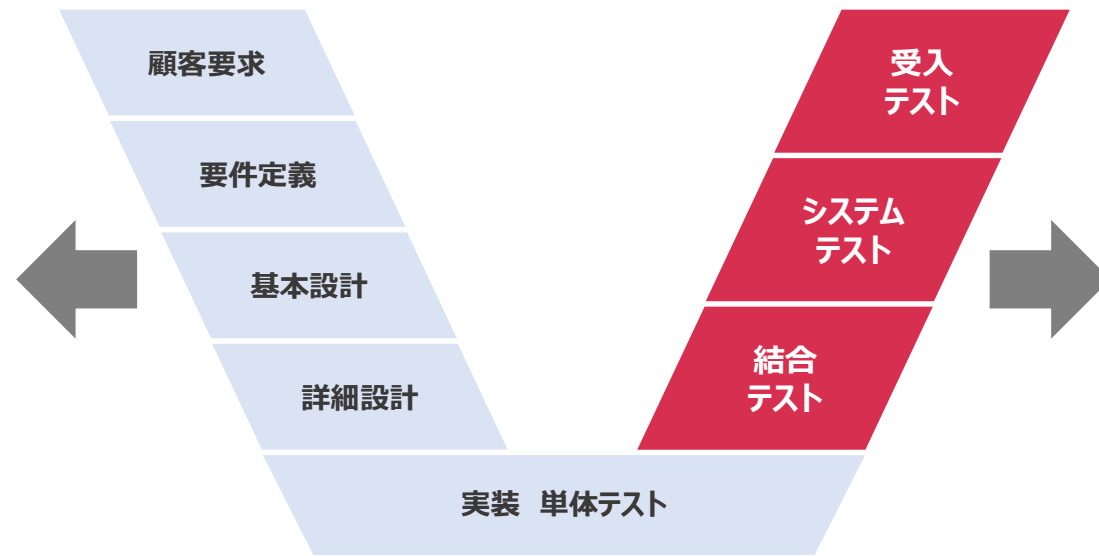 顧客要求
要件定義
基本設計
詳細設計
実装 単体テスト
受入
テスト
システム
テスト
結合
テスト